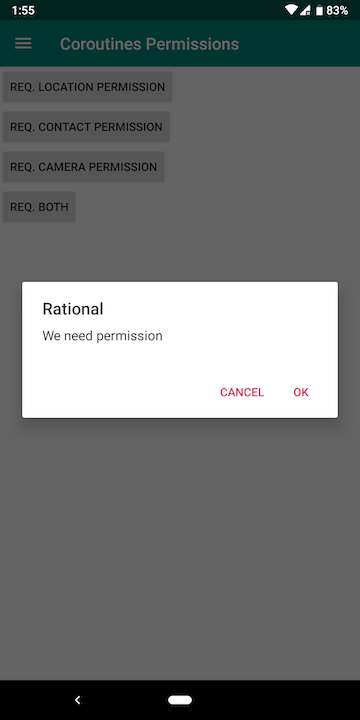 1:55
83%
Coroutines Permissions
REQ. LOCATION PERMISSION
REQ. CONTACT PERMISSION
REQ. CAMERA PERMISSION
REQ. BOTH
Rational
We need permission
CANCEL OK